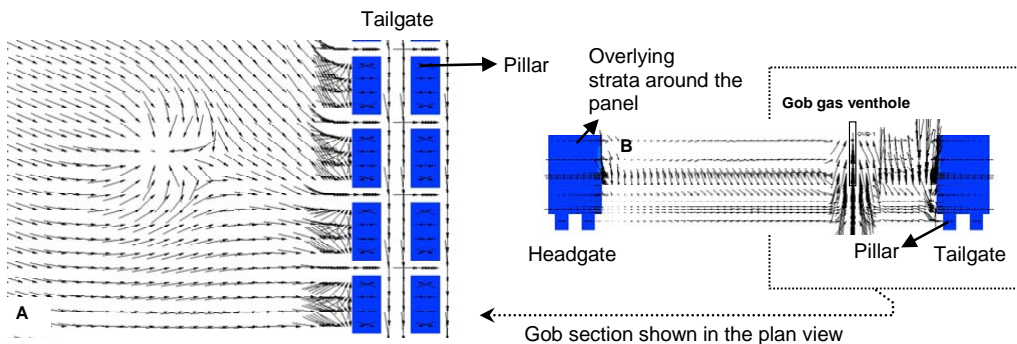 Tailgate
Pillar
A
Overlying
strata around the
panel
Gob gas venthole
B
Headgate
Pillar
Tailgate
Gob section shown in the plan view